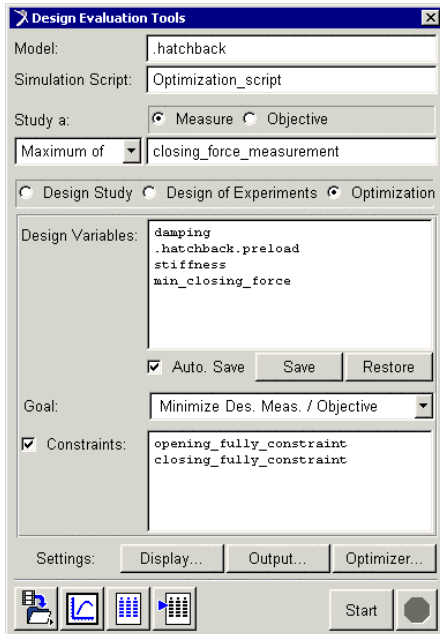 Design Evaluation Tools
Model: .hatchback
Simulation Script: Optimization_script
Study a: Measure Objective
Maximum of closing_force_measurement
Design Study Design of Experiments Optimization
Design Variables: damping
.hatchback.preload
stiffness
min_closing_force
Auto. Save Save Restore
Goal: Minimize Des. Meas. / Objective
Constraints: opening_fully_constraint
closing_fully_constraint
Settings: Display... Output... Optimizer...
Start